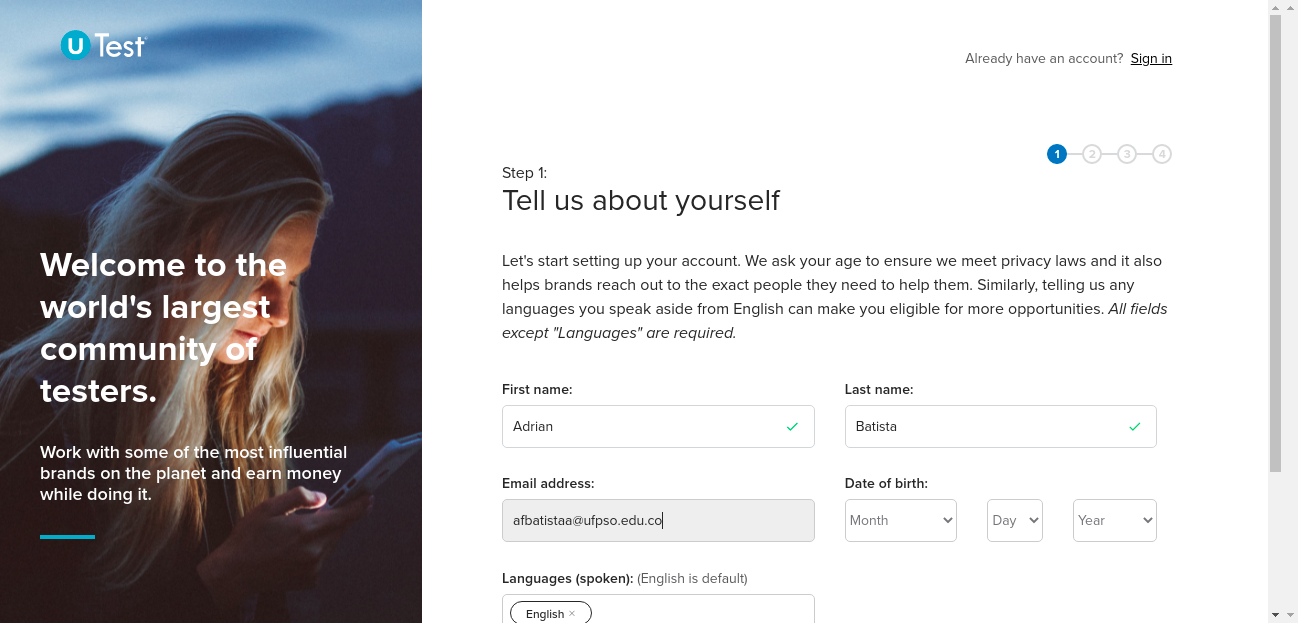 U Test
Already have an account? Sign in
1 2 3 4
Step 1:
Tell us about yourself
Let's start setting up your account. We ask your age to ensure we meet privacy laws and it also
helps brands reach out to the exact people they need to help them. Similarly, telling us any
languages you speak aside from English can make you eligible for more opportunities. All fields
except "Languages" are required.
Welcome to the
world's largest
community of
testers.
Work with some of the most influential
brands on the planet and earn money
while doing it.
First name: Last name:
Adrian Batista
Email address: Date of birth:
afbatistaa@ufpso.edu.co Month Day Year
Languages (spoken): (English is default)
English ×